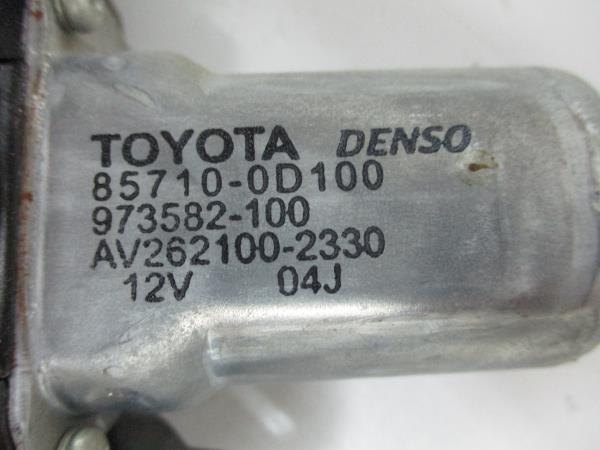 TOYOTA DENSO
85710-0D100
973582-100
AV262100-2330
12V 04J